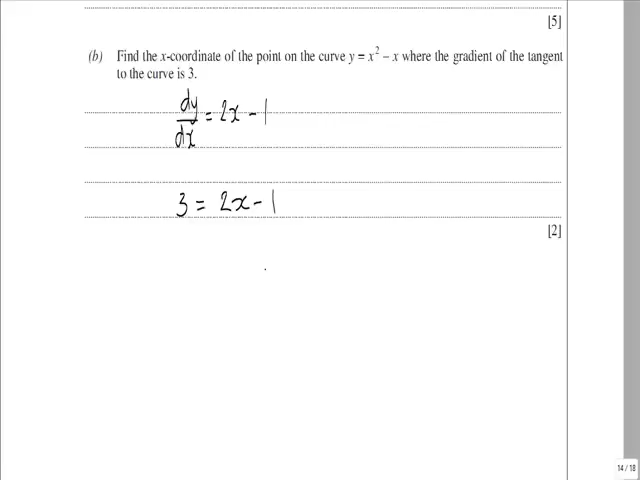 [5]
(b) Find the x-coordinate of the point on the curve y = x² – x where the gradient of the tangent
to the curve is 3.
dy/dx = 2x – 1
3 = 2x – 1
[2]
14 / 18